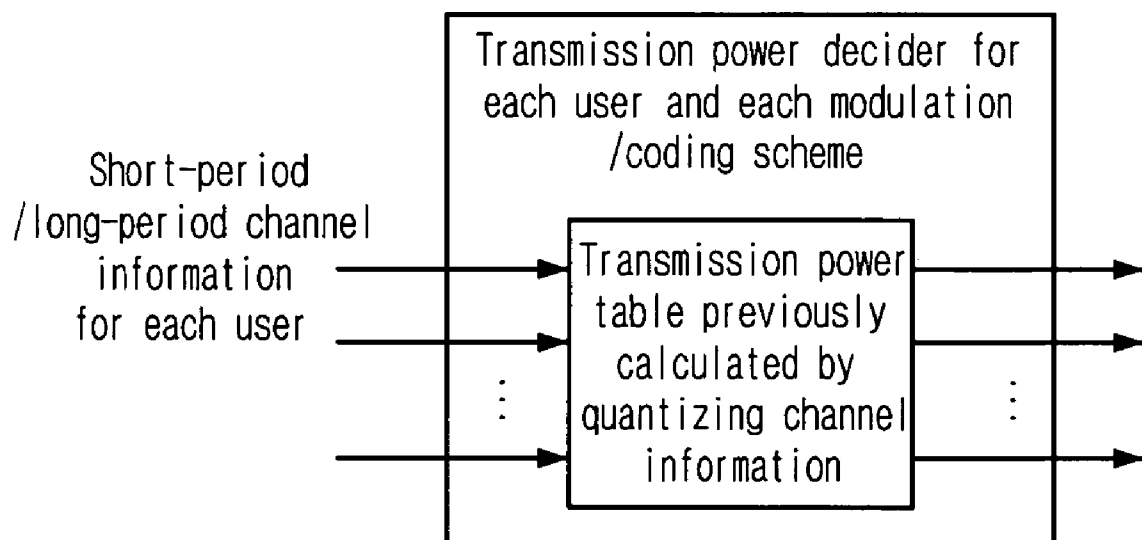 Transmission power decider for
each user and each modulation
/coding scheme
Short-period
/long-period channel
information
for each user
Transmission power
table previously
calculated by
quantizing channel
information